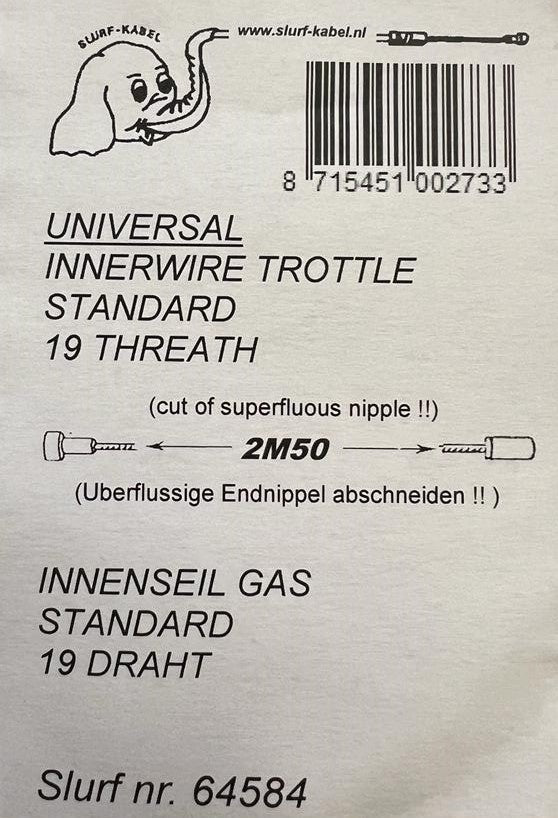 SLURF-KABEL
www.slurf-kabel.nl
8 715451 002733
UNIVERSAL
INNERWIRE TROTTLE
STANDARD
19 THREATH
(cut of superfluous nipple !!)
2M50
(Uberflussige Endnippel abschneiden !! )
INNENSEIL GAS
STANDARD
19 DRAHT
Slurf nr. 64584